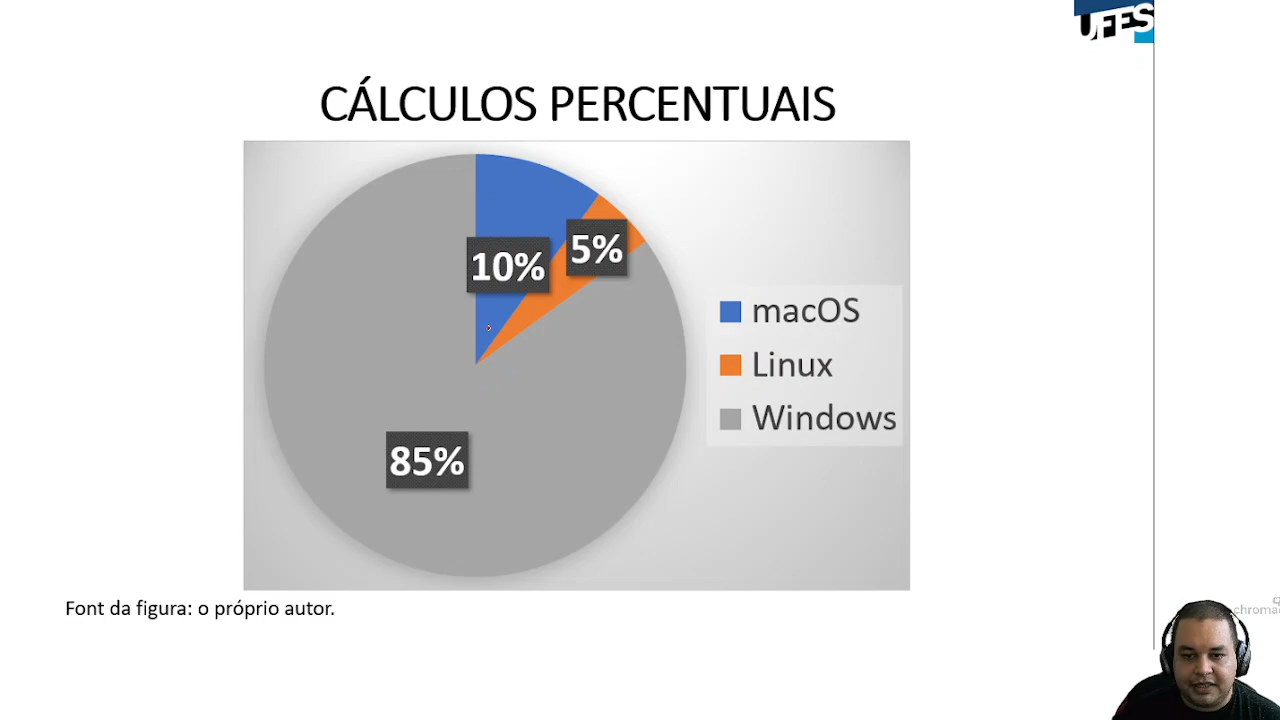 UFES
CÁLCULOS PERCENTUAIS
10%
5%
85%
macOS
Linux
Windows
Font da figura: o próprio autor.